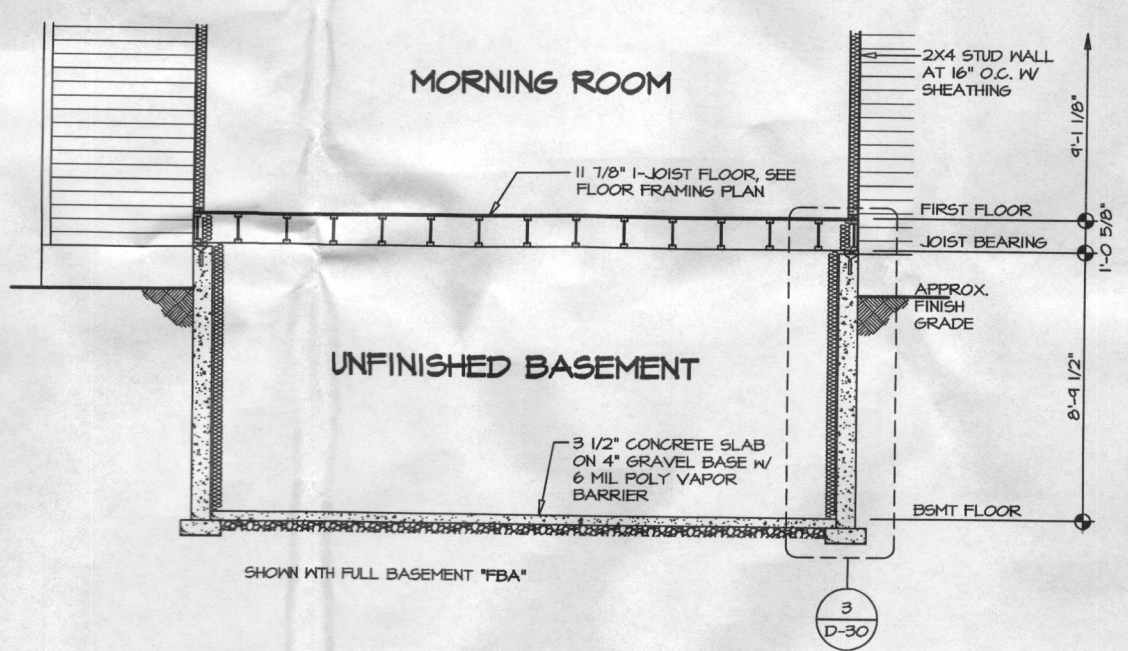 MORNING ROOM
2X4 STUD WALL
AT 16" O.C. W/
SHEATHING
9'-1 1/8"
11 7/8" I-JOIST FLOOR, SEE
FLOOR FRAMING PLAN
FIRST FLOOR
1'-0 5/8"
JOIST BEARING
APPROX.
FINISH
GRADE
UNFINISHED BASEMENT
8'-9 1/2"
3 1/2" CONCRETE SLAB
ON 4" GRAVEL BASE W/
6 MIL POLY VAPOR
BARRIER
BSMT FLOOR
SHOWN WTH FULL BASEMENT "FBA"
3
D-30